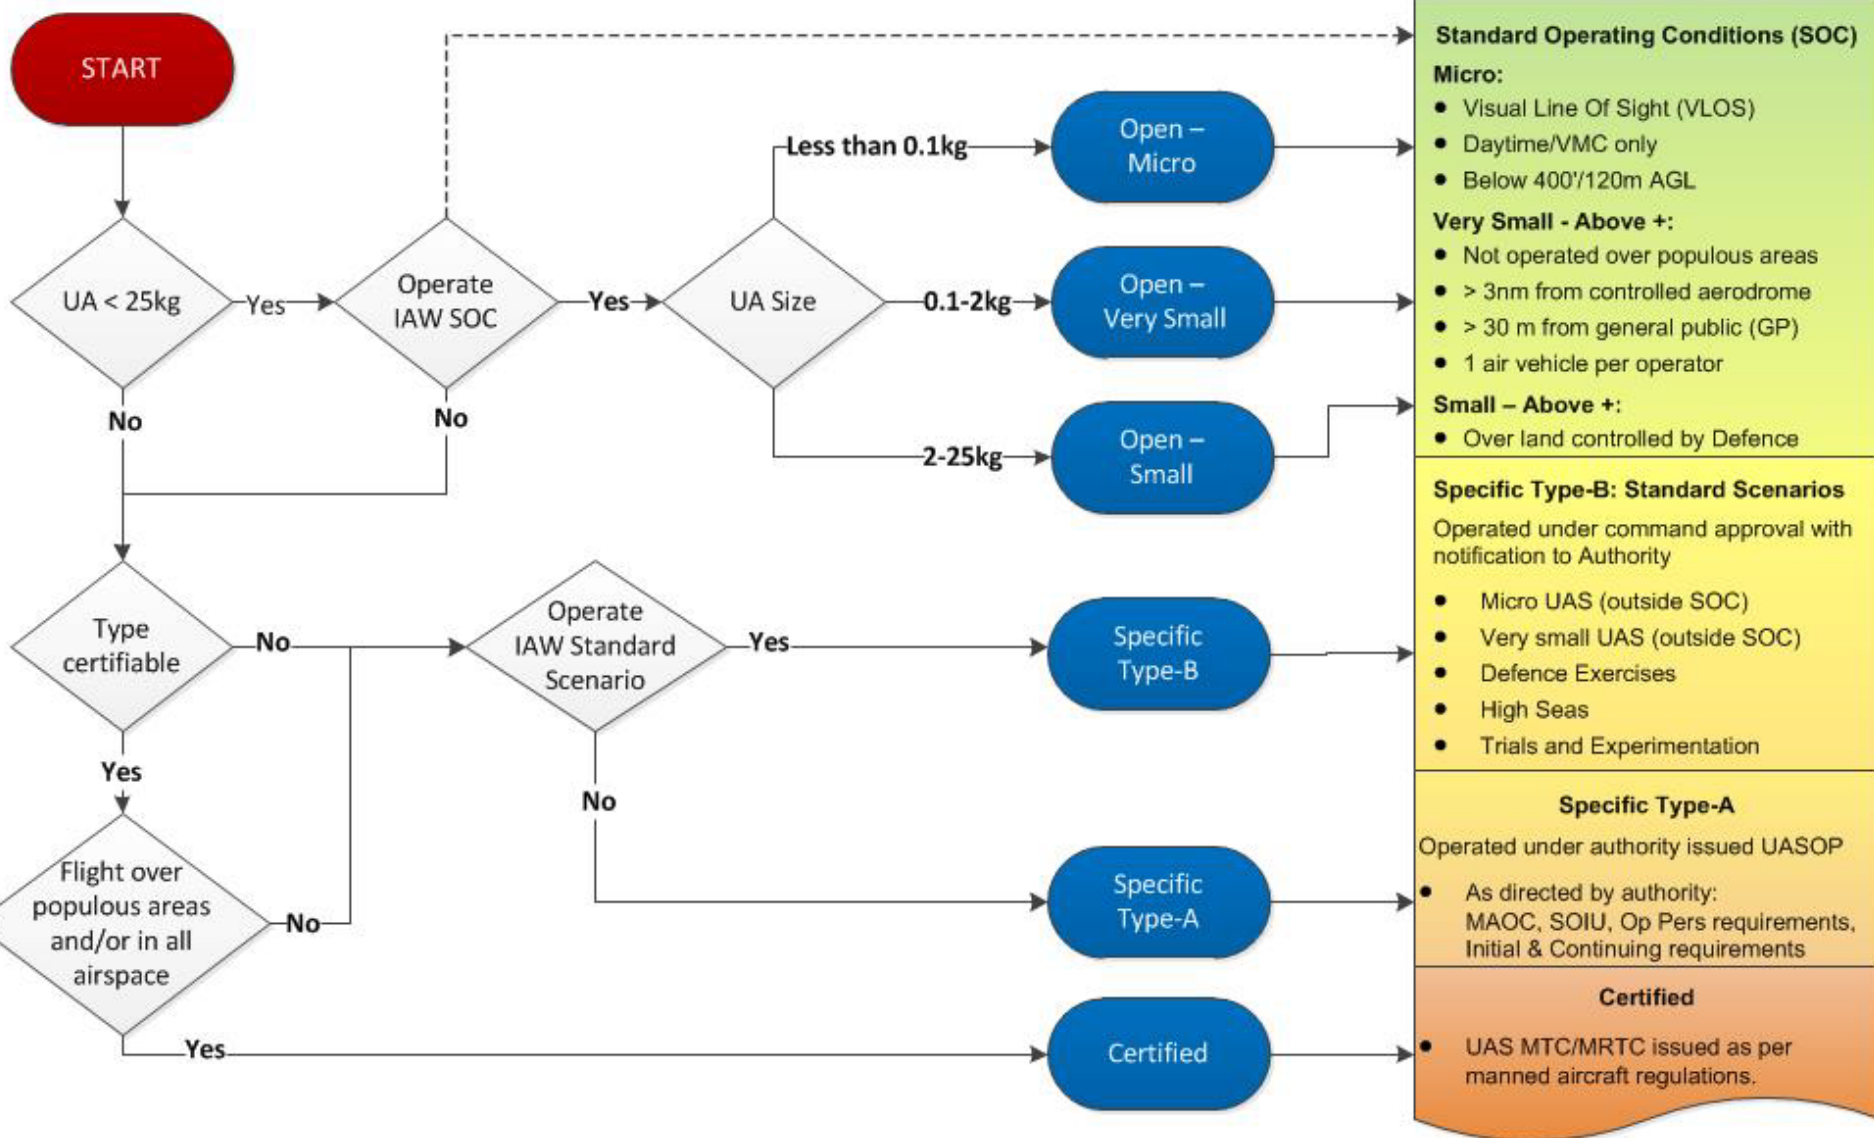 START
UA < 25kg
Yes
No
Operate
IAW SOC
Yes
No
UA Size
Less than 0.1kg
0.1-2kg
2-25kg
Open –
Micro
Open –
Very Small
Open –
Small
Type
certifiable
No
Yes
Operate
IAW Standard
Scenario
Yes
No
Specific
Type-B
Flight over
populous areas
and/or in all
airspace
No
Yes
Specific
Type-A
Certified
Standard Operating Conditions (SOC)
Micro:
● Visual Line Of Sight (VLOS)
● Daytime/VMC only
● Below 400'/120m AGL
Very Small - Above +:
● Not operated over populous areas
● > 3nm from controlled aerodrome
● > 30 m from general public (GP)
● 1 air vehicle per operator
Small – Above +:
● Over land controlled by Defence
Specific Type-B: Standard Scenarios
Operated under command approval with
notification to Authority
● Micro UAS (outside SOC)
● Very small UAS (outside SOC)
● Defence Exercises
● High Seas
● Trials and Experimentation
Specific Type-A
Operated under authority issued UASOP
● As directed by authority:
MAOC, SOIU, Op Pers requirements,
Initial & Continuing requirements
Certified
● UAS MTC/MRTC issued as per
manned aircraft regulations.